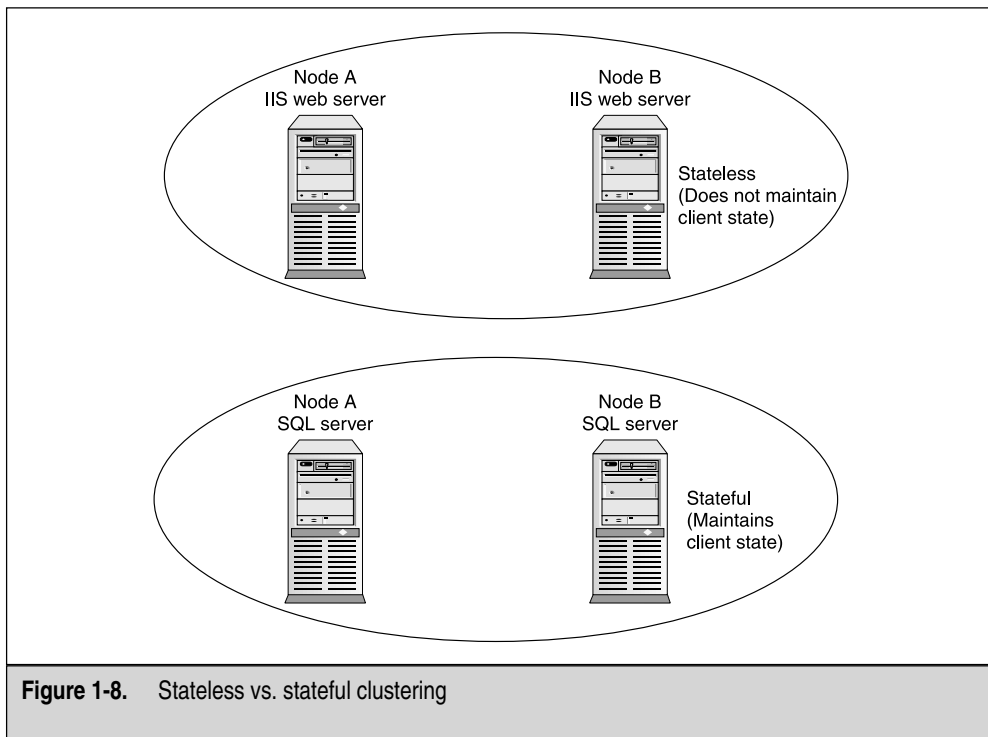 Node A
IIS web server
Node B
IIS web server
Stateless
(Does not maintain
client state)
Node A
SQL server
Node B
SQL server
Stateful
(Maintains
client state)
Figure 1-8. Stateless vs. stateful clustering